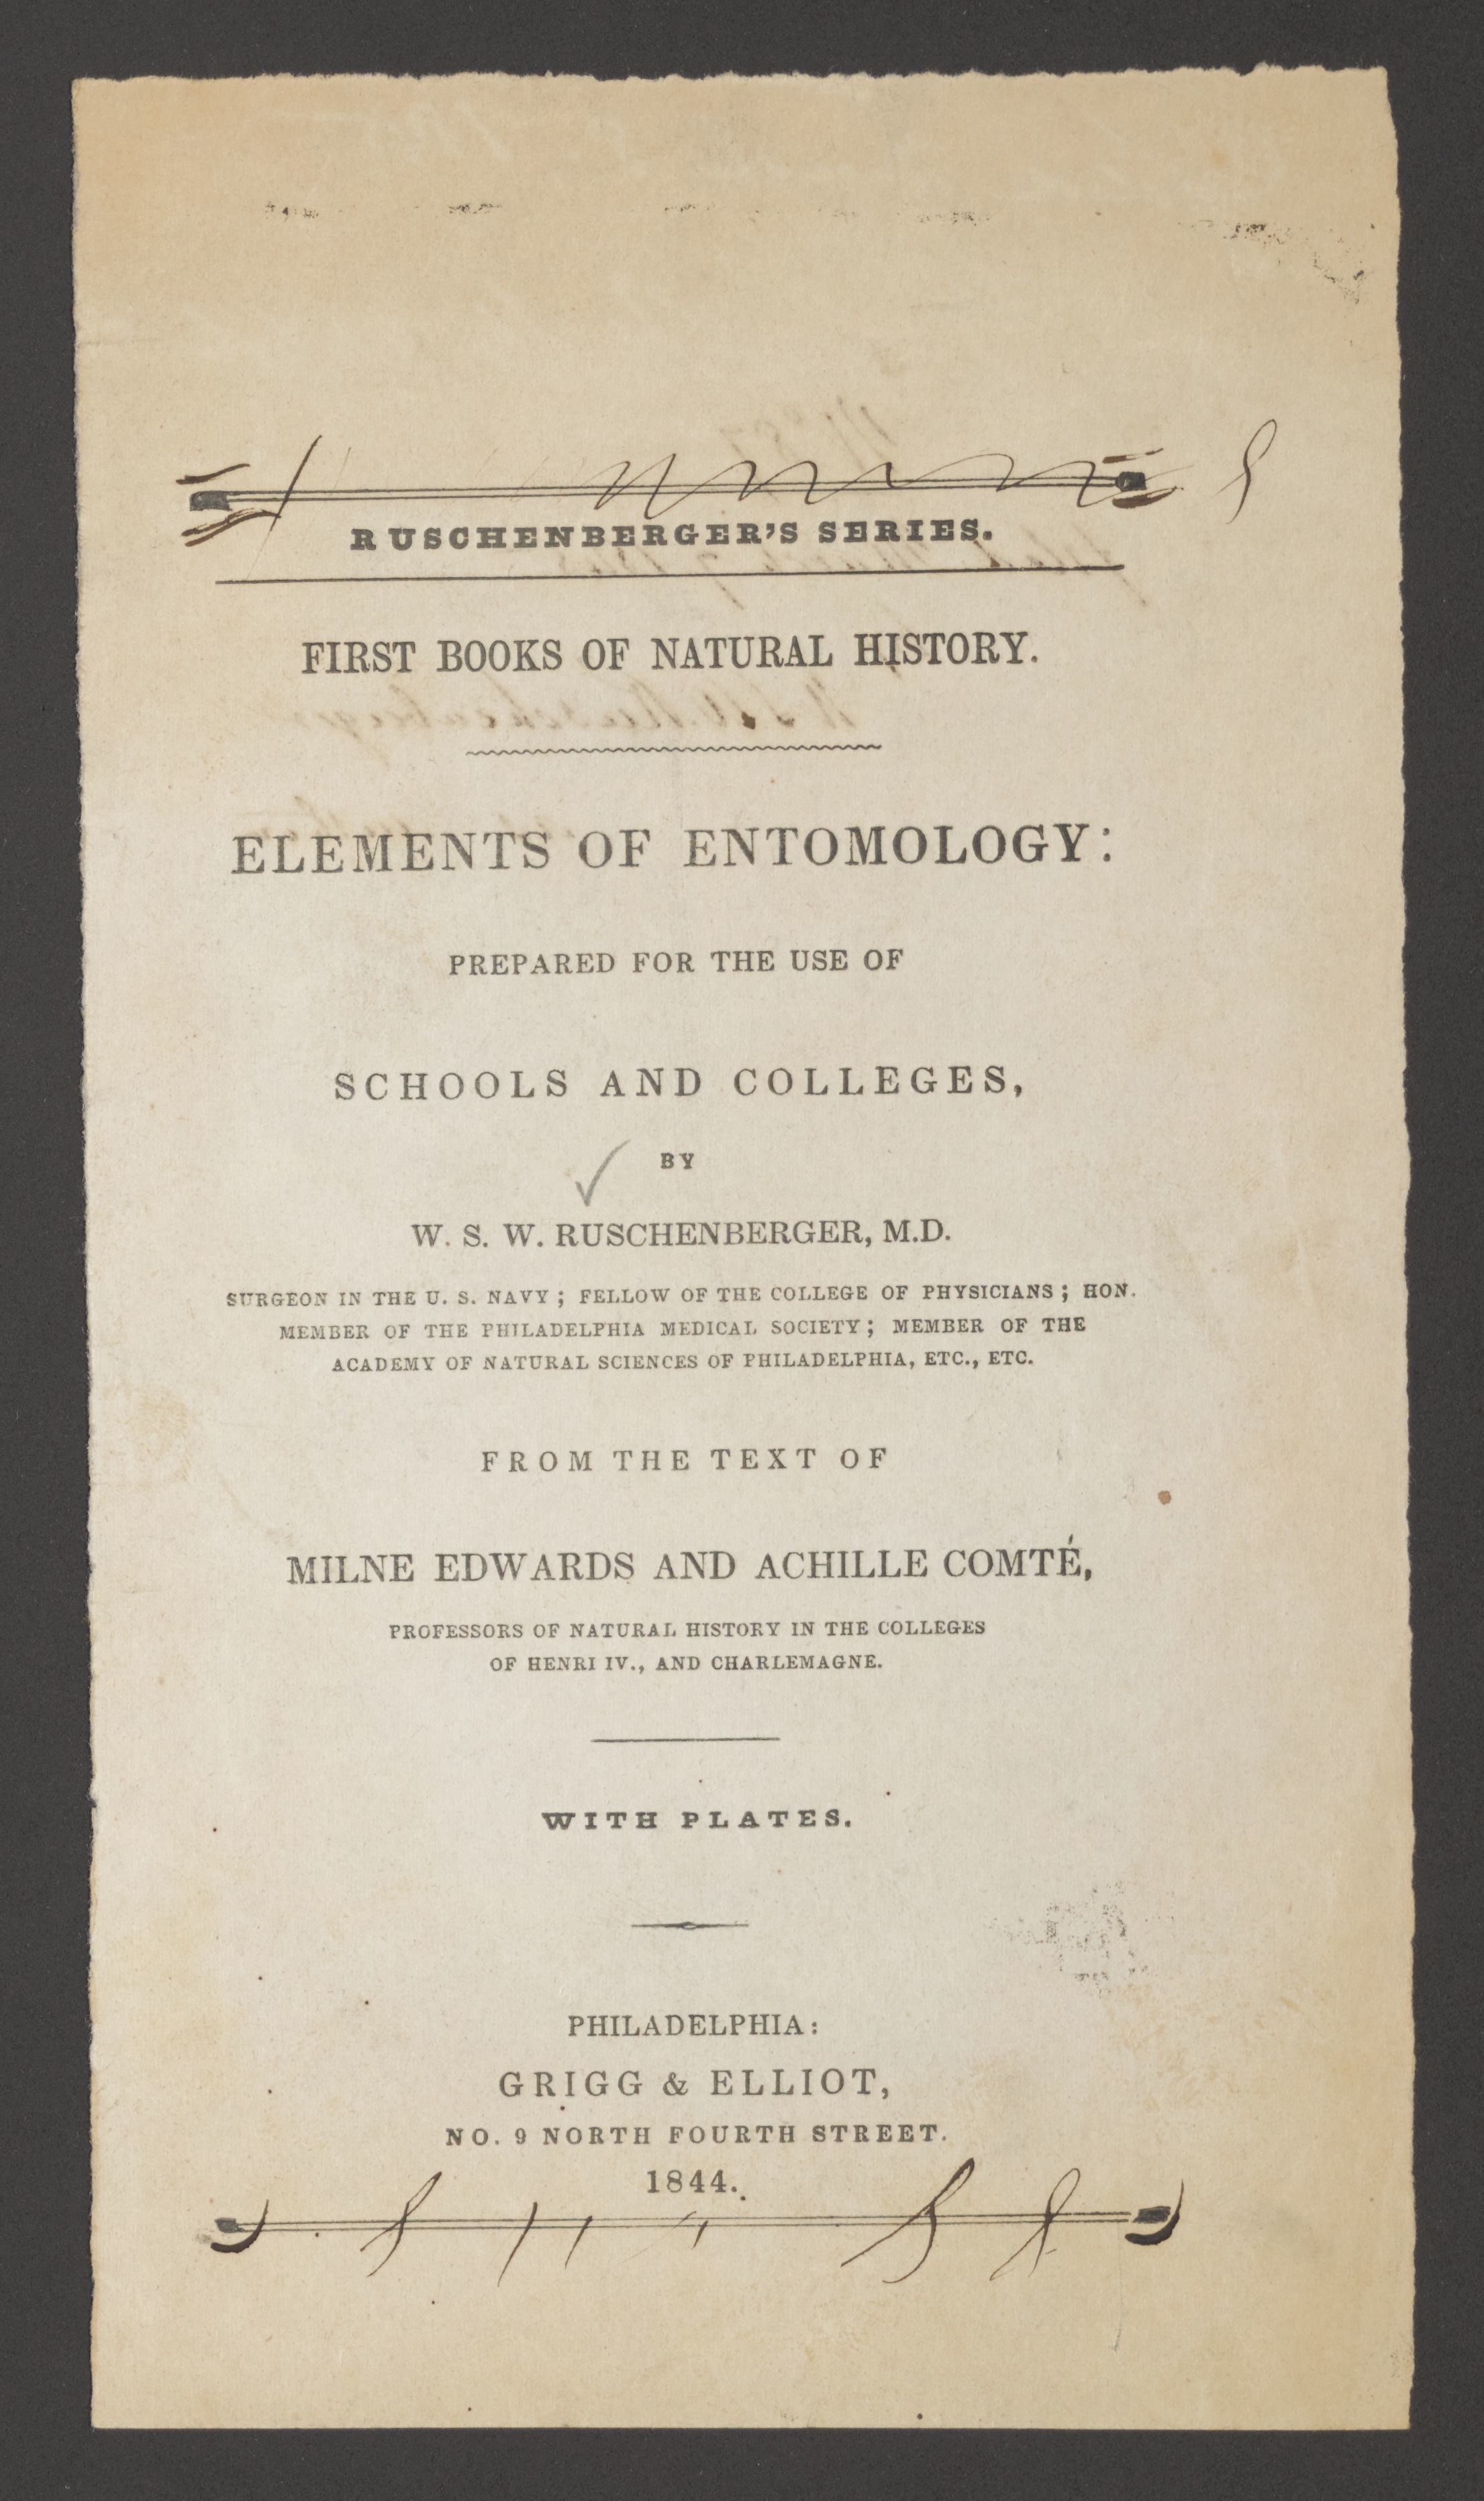 RUSCHENBERGER'S SERIES.
FIRST BOOKS OF NATURAL HISTORY.
ELEMENTS OF ENTOMOLOGY:
PREPARED FOR THE USE OF
SCHOOLS AND COLLEGES,
BY
W. S. W. RUSCHENBERGER, M.D.
SURGEON IN THE U. S. NAVY; FELLOW OF THE COLLEGE OF PHYSICIANS; HON.
MEMBER OF THE PHILADELPHIA MEDICAL SOCIETY; MEMBER OF THE
ACADEMY OF NATURAL SCIENCES OF PHILADELPHIA, ETC., ETC.
FROM THE TEXT OF
MILNE EDWARDS AND ACHILLE COMTÉ,
PROFESSORS OF NATURAL HISTORY IN THE COLLEGES
OF HENRI IV., AND CHARLEMAGNE.
WITH PLATES.
PHILADELPHIA:
GRIGG & ELLIOT,
NO. 9 NORTH FOURTH STREET.
1844.